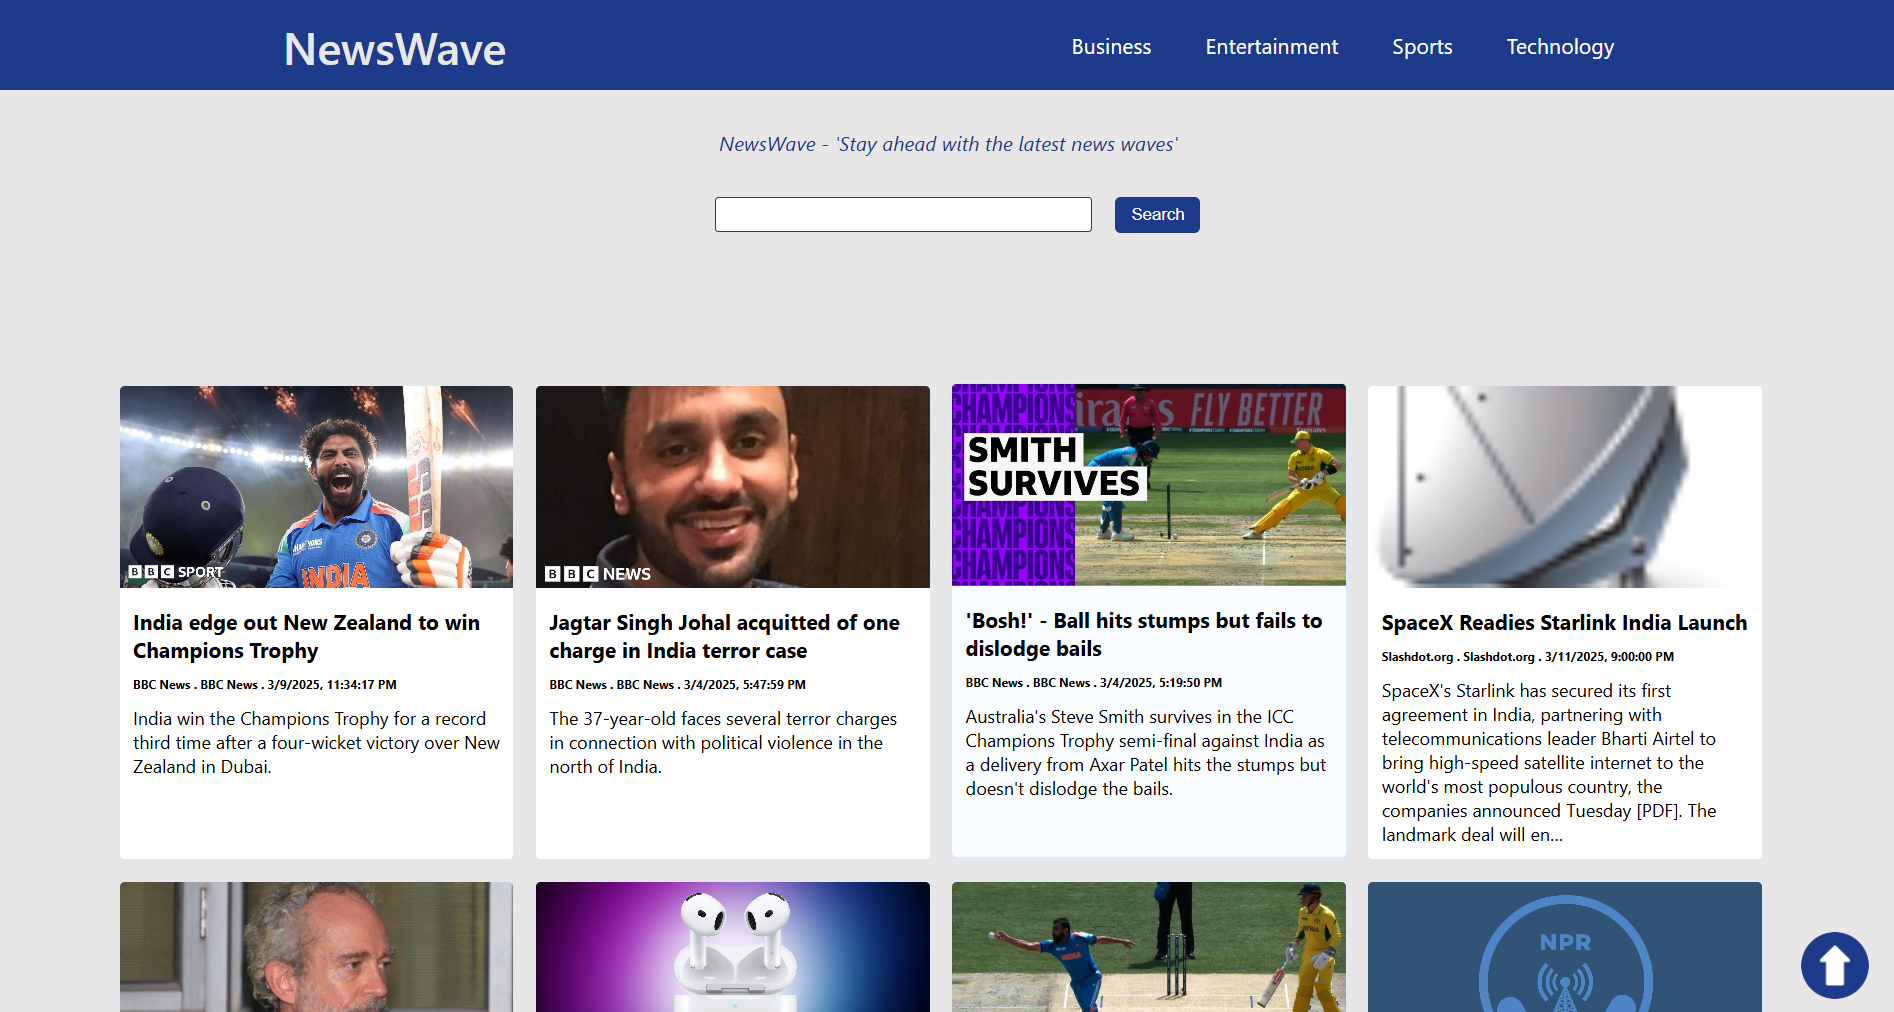 NewsWave
Business
Entertainment
Sports
Technology
NewsWave - 'Stay ahead with the latest news waves'
Search
BBC SPORT
INDIA
India edge out New Zealand to win
Champions Trophy
BBC News . BBC News . 3/9/2025, 11:34:17 PM
India win the Champions Trophy for a record
third time after a four-wicket victory over New
Zealand in Dubai.
BBC NEWS
Jagtar Singh Johal acquitted of one
charge in India terror case
BBC News . BBC News . 3/4/2025, 5:47:59 PM
The 37-year-old faces several terror charges
in connection with political violence in the
north of India.
CHAMPIONS
FLY BETTER
SMITH
SURVIVES
CHAMPIONS
CHAMPIONS
CHAMPIONS
'Bosh!' - Ball hits stumps but fails to
dislodge bails
BBC News . BBC News . 3/4/2025, 5:19:50 PM
Australia's Steve Smith survives in the ICC
Champions Trophy semi-final against India as
a delivery from Axar Patel hits the stumps but
doesn't dislodge the bails.
SpaceX Readies Starlink India Launch
Slashdot.org . Slashdot.org . 3/11/2025, 9:00:00 PM
SpaceX's Starlink has secured its first
agreement in India, partnering with
telecommunications leader Bharti Airtel to
bring high-speed satellite internet to the
world's most populous country, the
companies announced Tuesday [PDF]. The
landmark deal will en...
INDIA
NPR